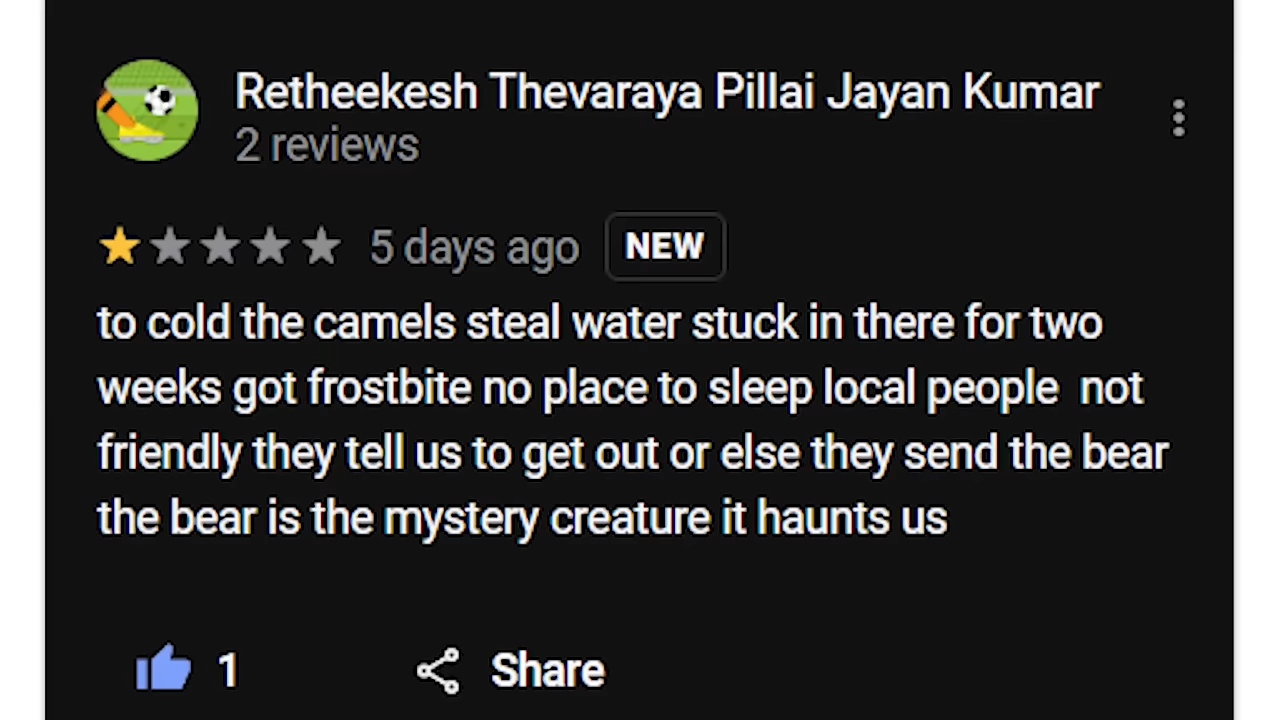 Retheekesh Thevaraya Pillai Jayan Kumar
2 reviews
5 days ago NEW
to cold the camels steal water stuck in there for two
weeks got frostbite no place to sleep local people  not
friendly they tell us to get out or else they send the bear
the bear is the mystery creature it haunts us
1 Share